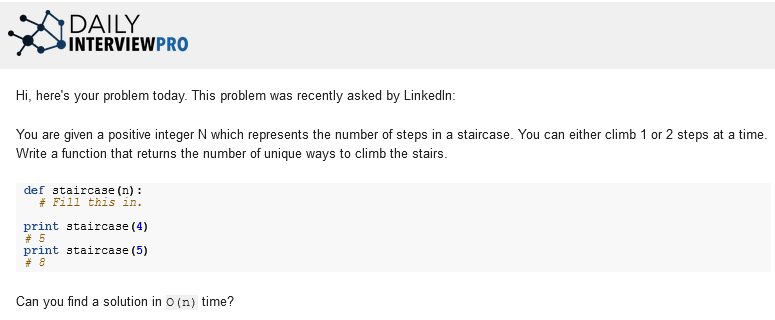 DAILY
INTERVIEWPRO
Hi, here's your problem today. This problem was recently asked by LinkedIn:
You are given a positive integer N which represents the number of steps in a staircase. You can either climb 1 or 2 steps at a time.
Write a function that returns the number of unique ways to climb the stairs.
def staircase(n):
  # Fill this in.
print staircase(4)
# 5
print staircase(5)
# 8
Can you find a solution in O(n) time?